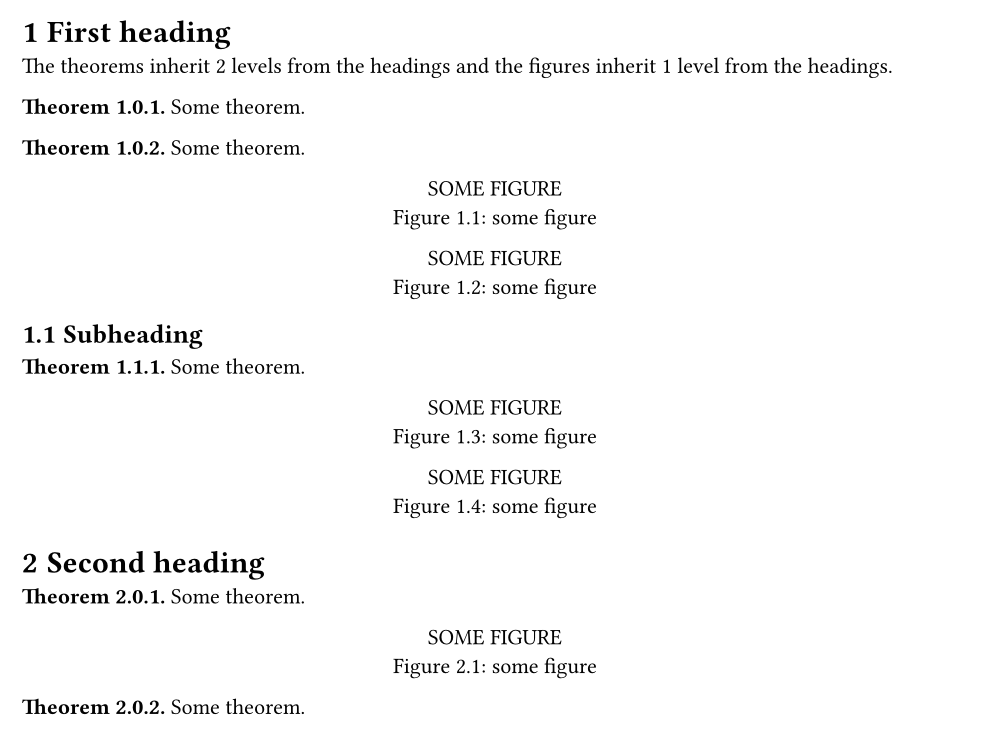 1 First heading
The theorems inherit 2 levels from the headings and the figures inherit 1 level from the headings.
Theorem 1.0.1. Some theorem.
Theorem 1.0.2. Some theorem.
SOME FIGURE
Figure 1.1: some figure
SOME FIGURE
Figure 1.2: some figure
1.1 Subheading
Theorem 1.1.1. Some theorem.
SOME FIGURE
Figure 1.3: some figure
SOME FIGURE
Figure 1.4: some figure
2 Second heading
Theorem 2.0.1. Some theorem.
SOME FIGURE
Figure 2.1: some figure
Theorem 2.0.2. Some theorem.